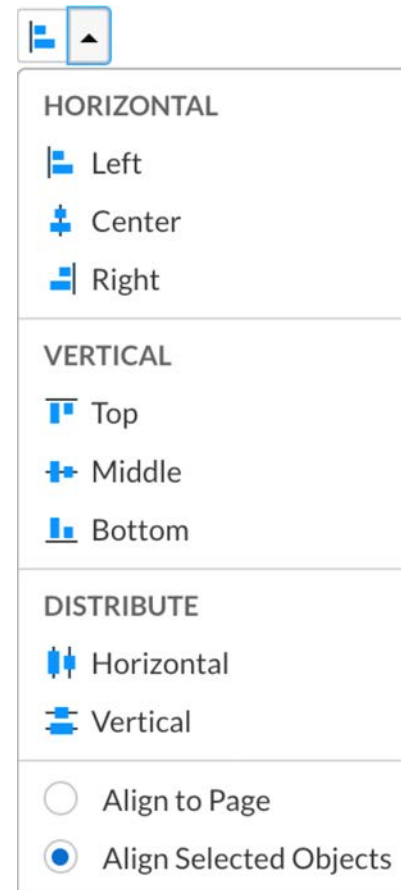 HORIZONTAL
Left
Center
Right
VERTICAL
Top
Middle
Bottom
DISTRIBUTE
Horizontal
Vertical
Align to Page
Align Selected Objects